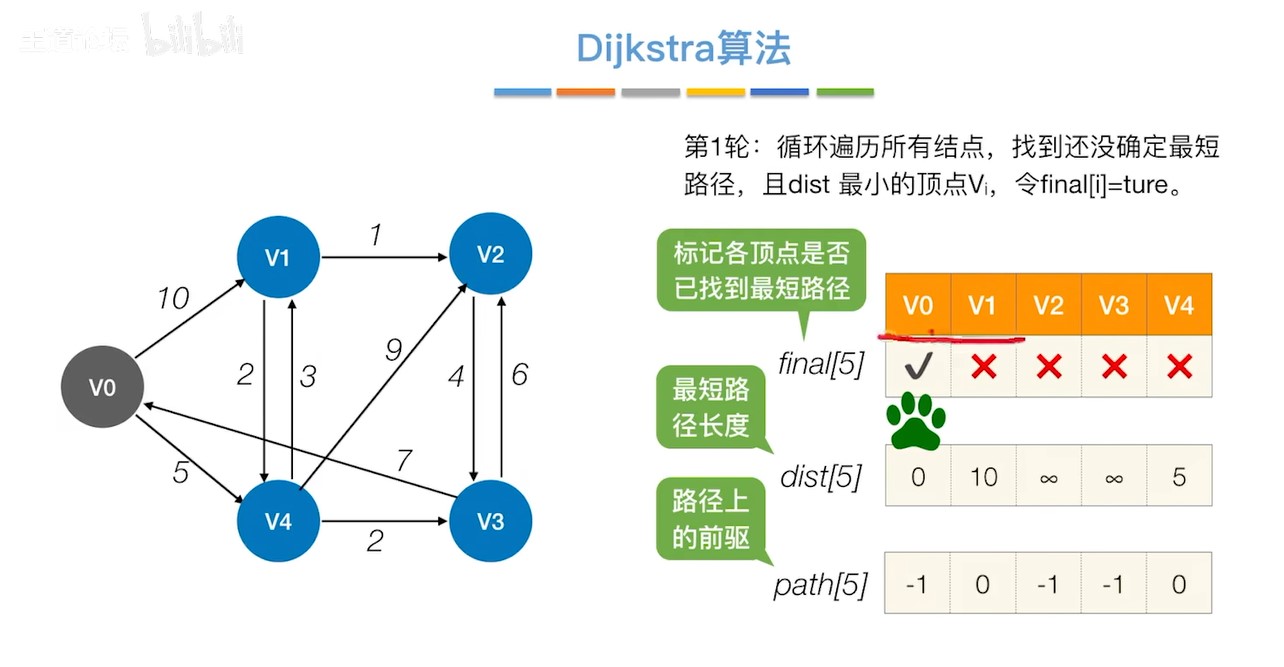 bilibili
Dijkstra算法
第1轮：循环遍历所有结点，找到还没确定最短
路径，且dist 最小的顶点Vᵢ，令final[i]=ture。
标记各顶点是否
已找到最短路径
V0 V1 V2 V3 V4
final[5] ✓ ✕ ✕ ✕ ✕
最短路
径长度
dist[5] 0 10 ∞ ∞ 5
路径上
的前驱
path[5] -1 0 -1 -1 0
V1
1
V2
10
9
2
3
4
6
V0
7
5
V4
2
V3